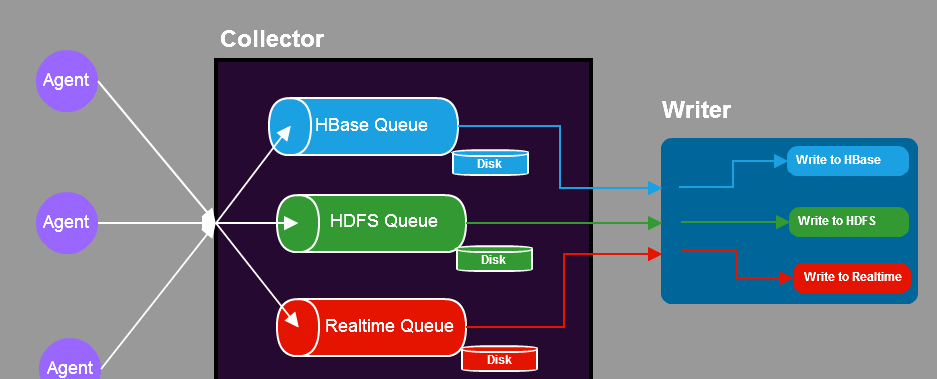 Collector
Agent
HBase Queue
Disk
Agent
HDFS Queue
Disk
Agent
Realtime Queue
Disk
Writer
Write to HBase
Write to HDFS
Write to Realtime